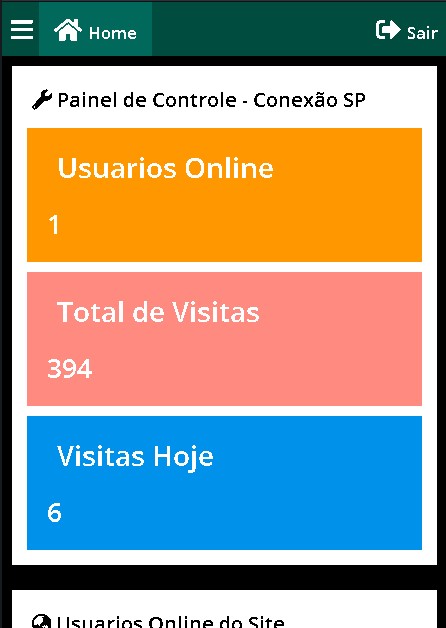 Home
Sair
Painel de Controle - Conexão SP
Usuarios Online
1
Total de Visitas
394
Visitas Hoje
6
Usuarios Online do Site